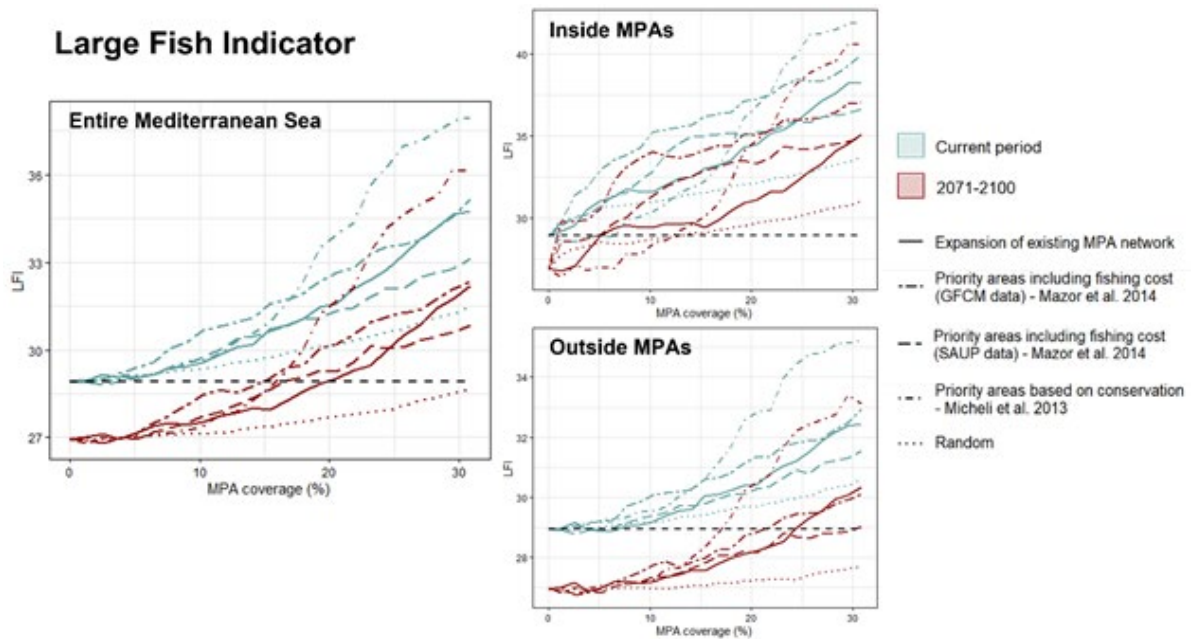 Large Fish Indicator
Entire Mediterranean Sea
LFI
36
33
30
27
0
10
20
30
MPA coverage (%)
Inside MPAs
LFI
40
35
30
0
10
20
30
MPA coverage (%)
Outside MPAs
LFI
34
32
30
28
0
10
20
30
MPA coverage (%)
Current period
2071-2100
Expansion of existing MPA network
Priority areas including fishing cost
(GFCM data) - Mazor et al. 2014
Priority areas including fishing cost
(SAUP data) - Mazor et al. 2014
Priority areas based on conservation
- Micheli et al. 2013
Random